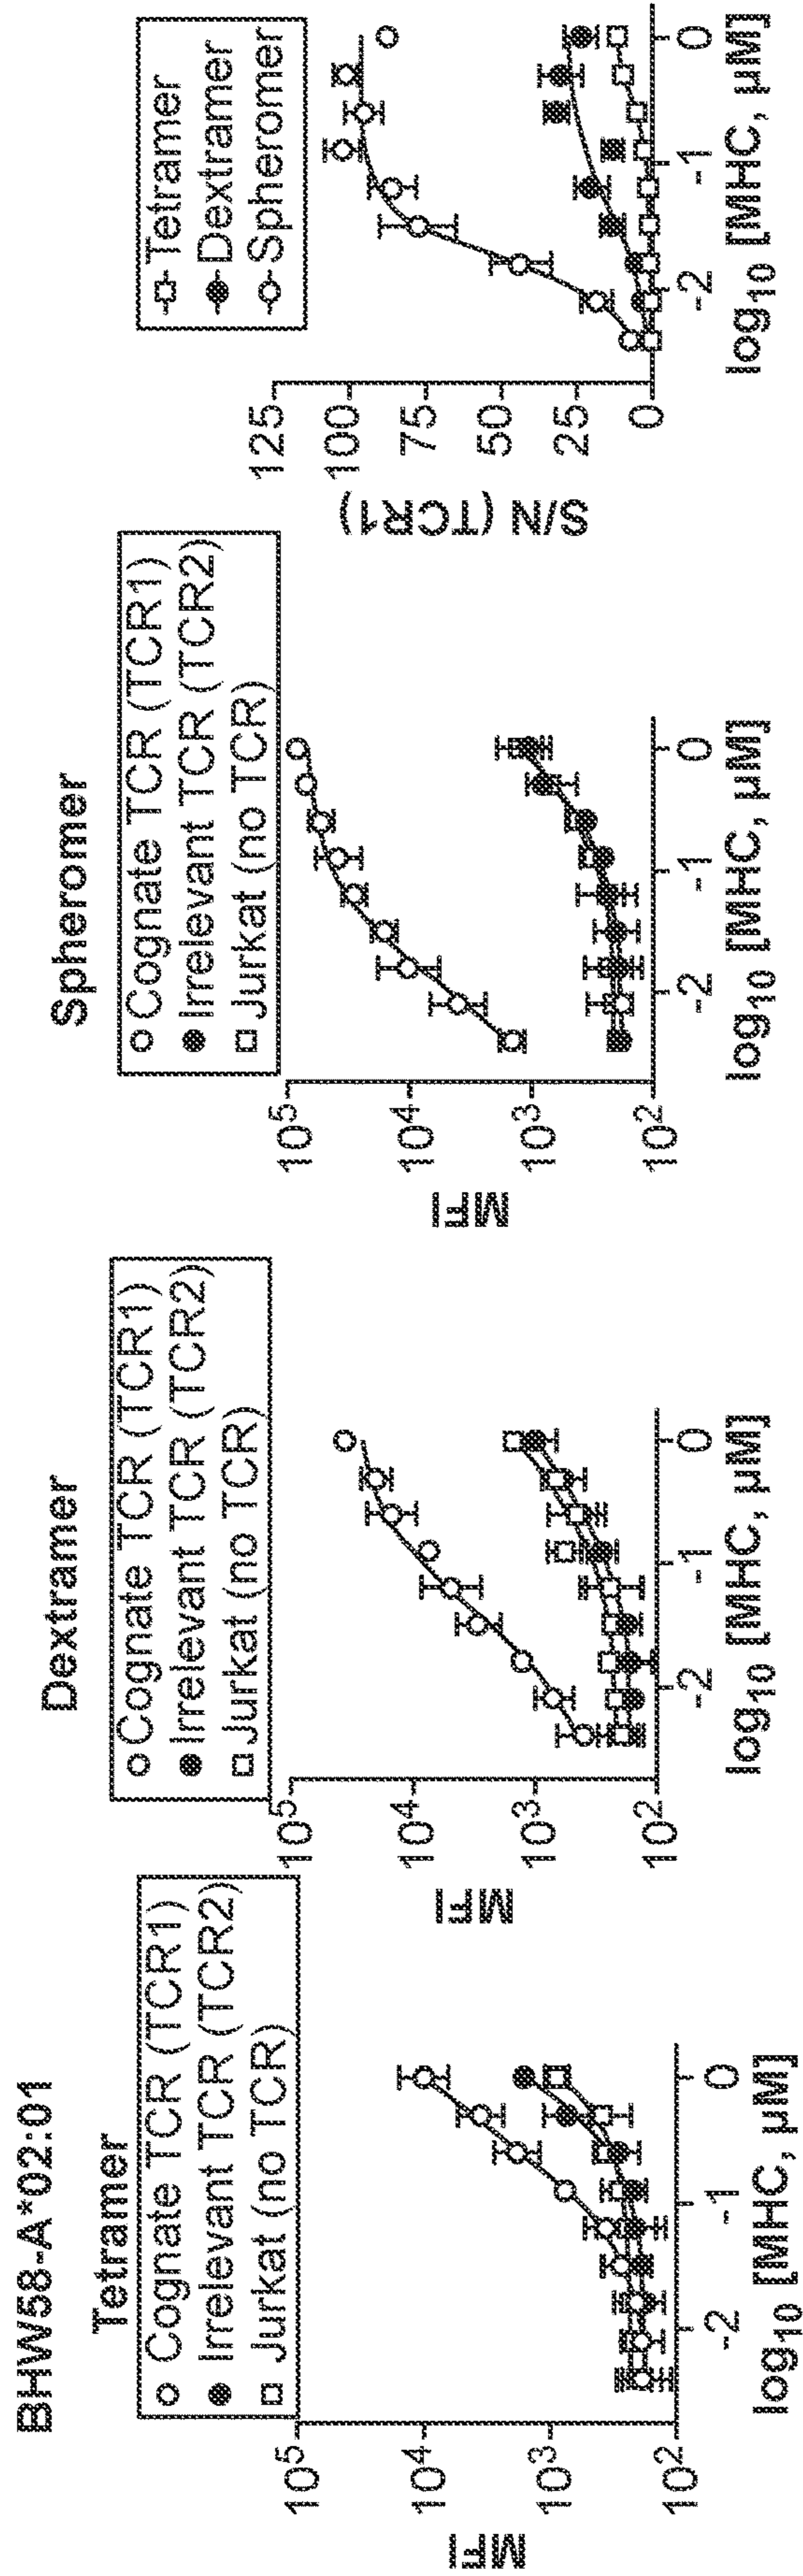 BHW58-A*02:01
Tetramer
○ Cognate TCR (TCR1)
● Irrelevant TCR (TCR2)
□ Jurkat (no TCR)
10⁵
10⁴
10³
10²
MFI
-2 -1 0
log₁₀ [MHC, µM]
Dextramer
○ Cognate TCR (TCR1)
● Irrelevant TCR (TCR2)
□ Jurkat (no TCR)
10⁵
10⁴
10³
10²
MFI
-2 -1 0
log₁₀ [MHC, µM]
Spheromer
○ Cognate TCR (TCR1)
● Irrelevant TCR (TCR2)
□ Jurkat (no TCR)
10⁵
10⁴
10³
10²
MFI
-2 -1 0
log₁₀ [MHC, µM]
Tetramer
Dextramer
Spheromer
125
100
75
50
25
0
S/N (TCR1)
-2 -1 0
log₁₀ [MHC, µM]